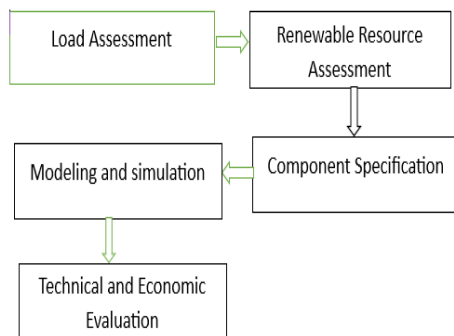 Load Assessment
Renewable Resource
Assessment
Component Specification
Modeling and simulation
Technical and Economic
Evaluation